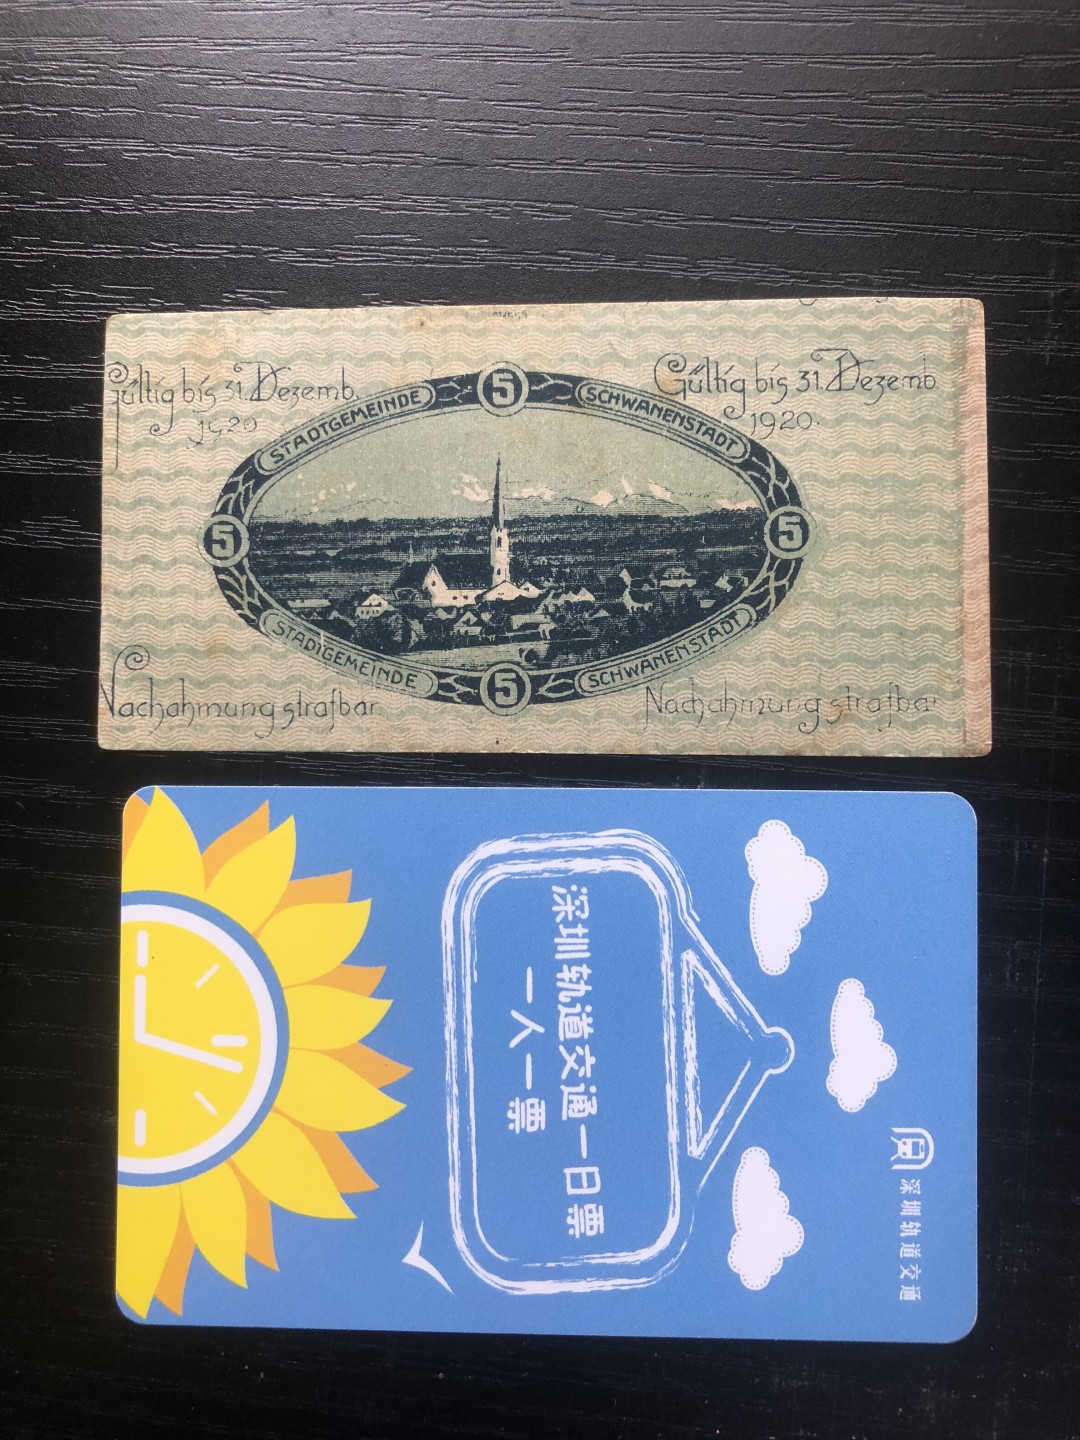 Gültig bis 31. Dezemb.
1920
Gültig bis 31. Dezemb.
1920.
5
STADTGEMEINDE
SCHWANENSTADT
5
5
STADTGEMEINDE
SCHWANENSTADT
5
Nachahmung strafbar.
Nachahmung strafbar
深圳轨道交通一日票
一人一票
深圳轨道交通